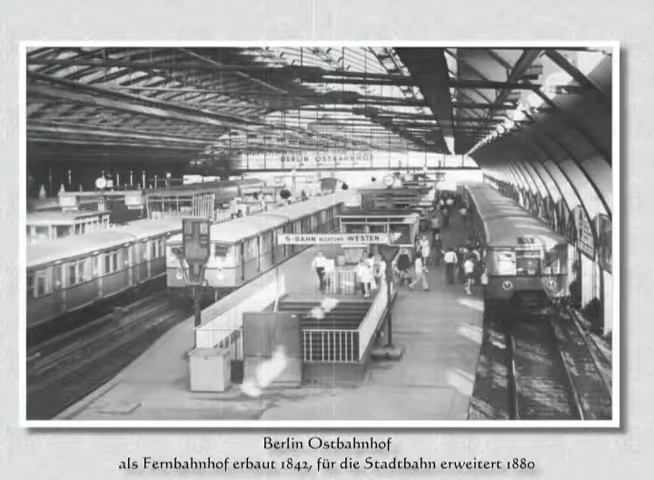 BERLIN OSTBAHNHOF
S-BAHN RICHTUNG WESTEN
Berlin Ostbahnhof
als Fernbahnhof erbaut 1842, für die Stadtbahn erweitert 1880